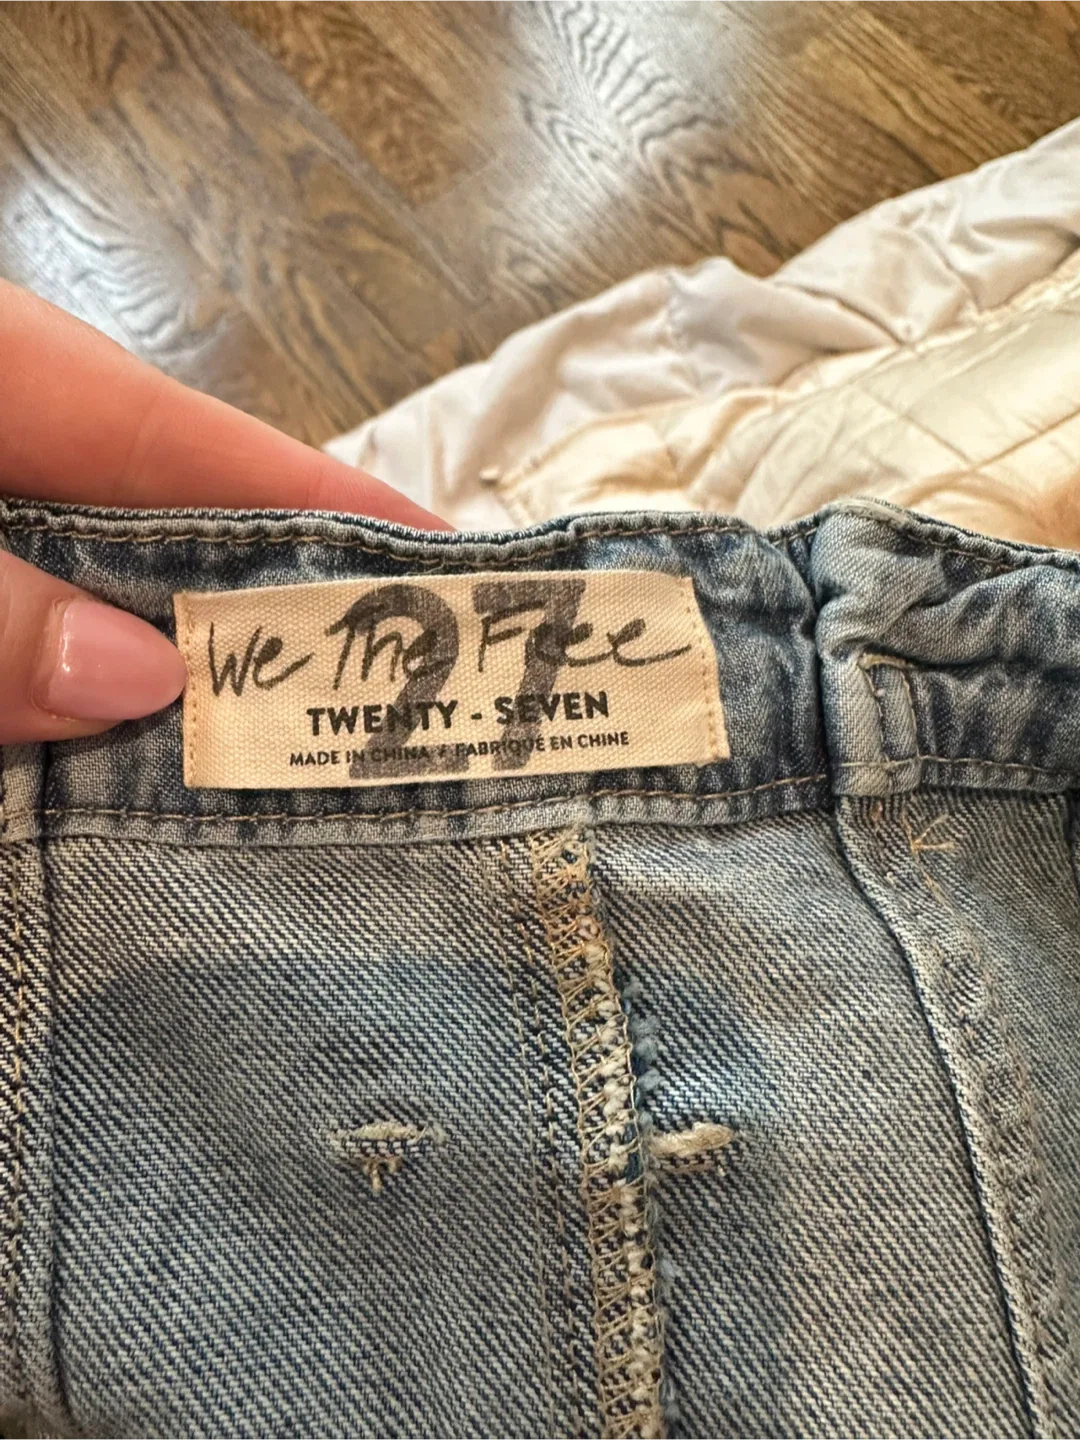 We The Free
27
TWENTY - SEVEN
MADE IN CHINA / FABRIQUÉ EN CHINE